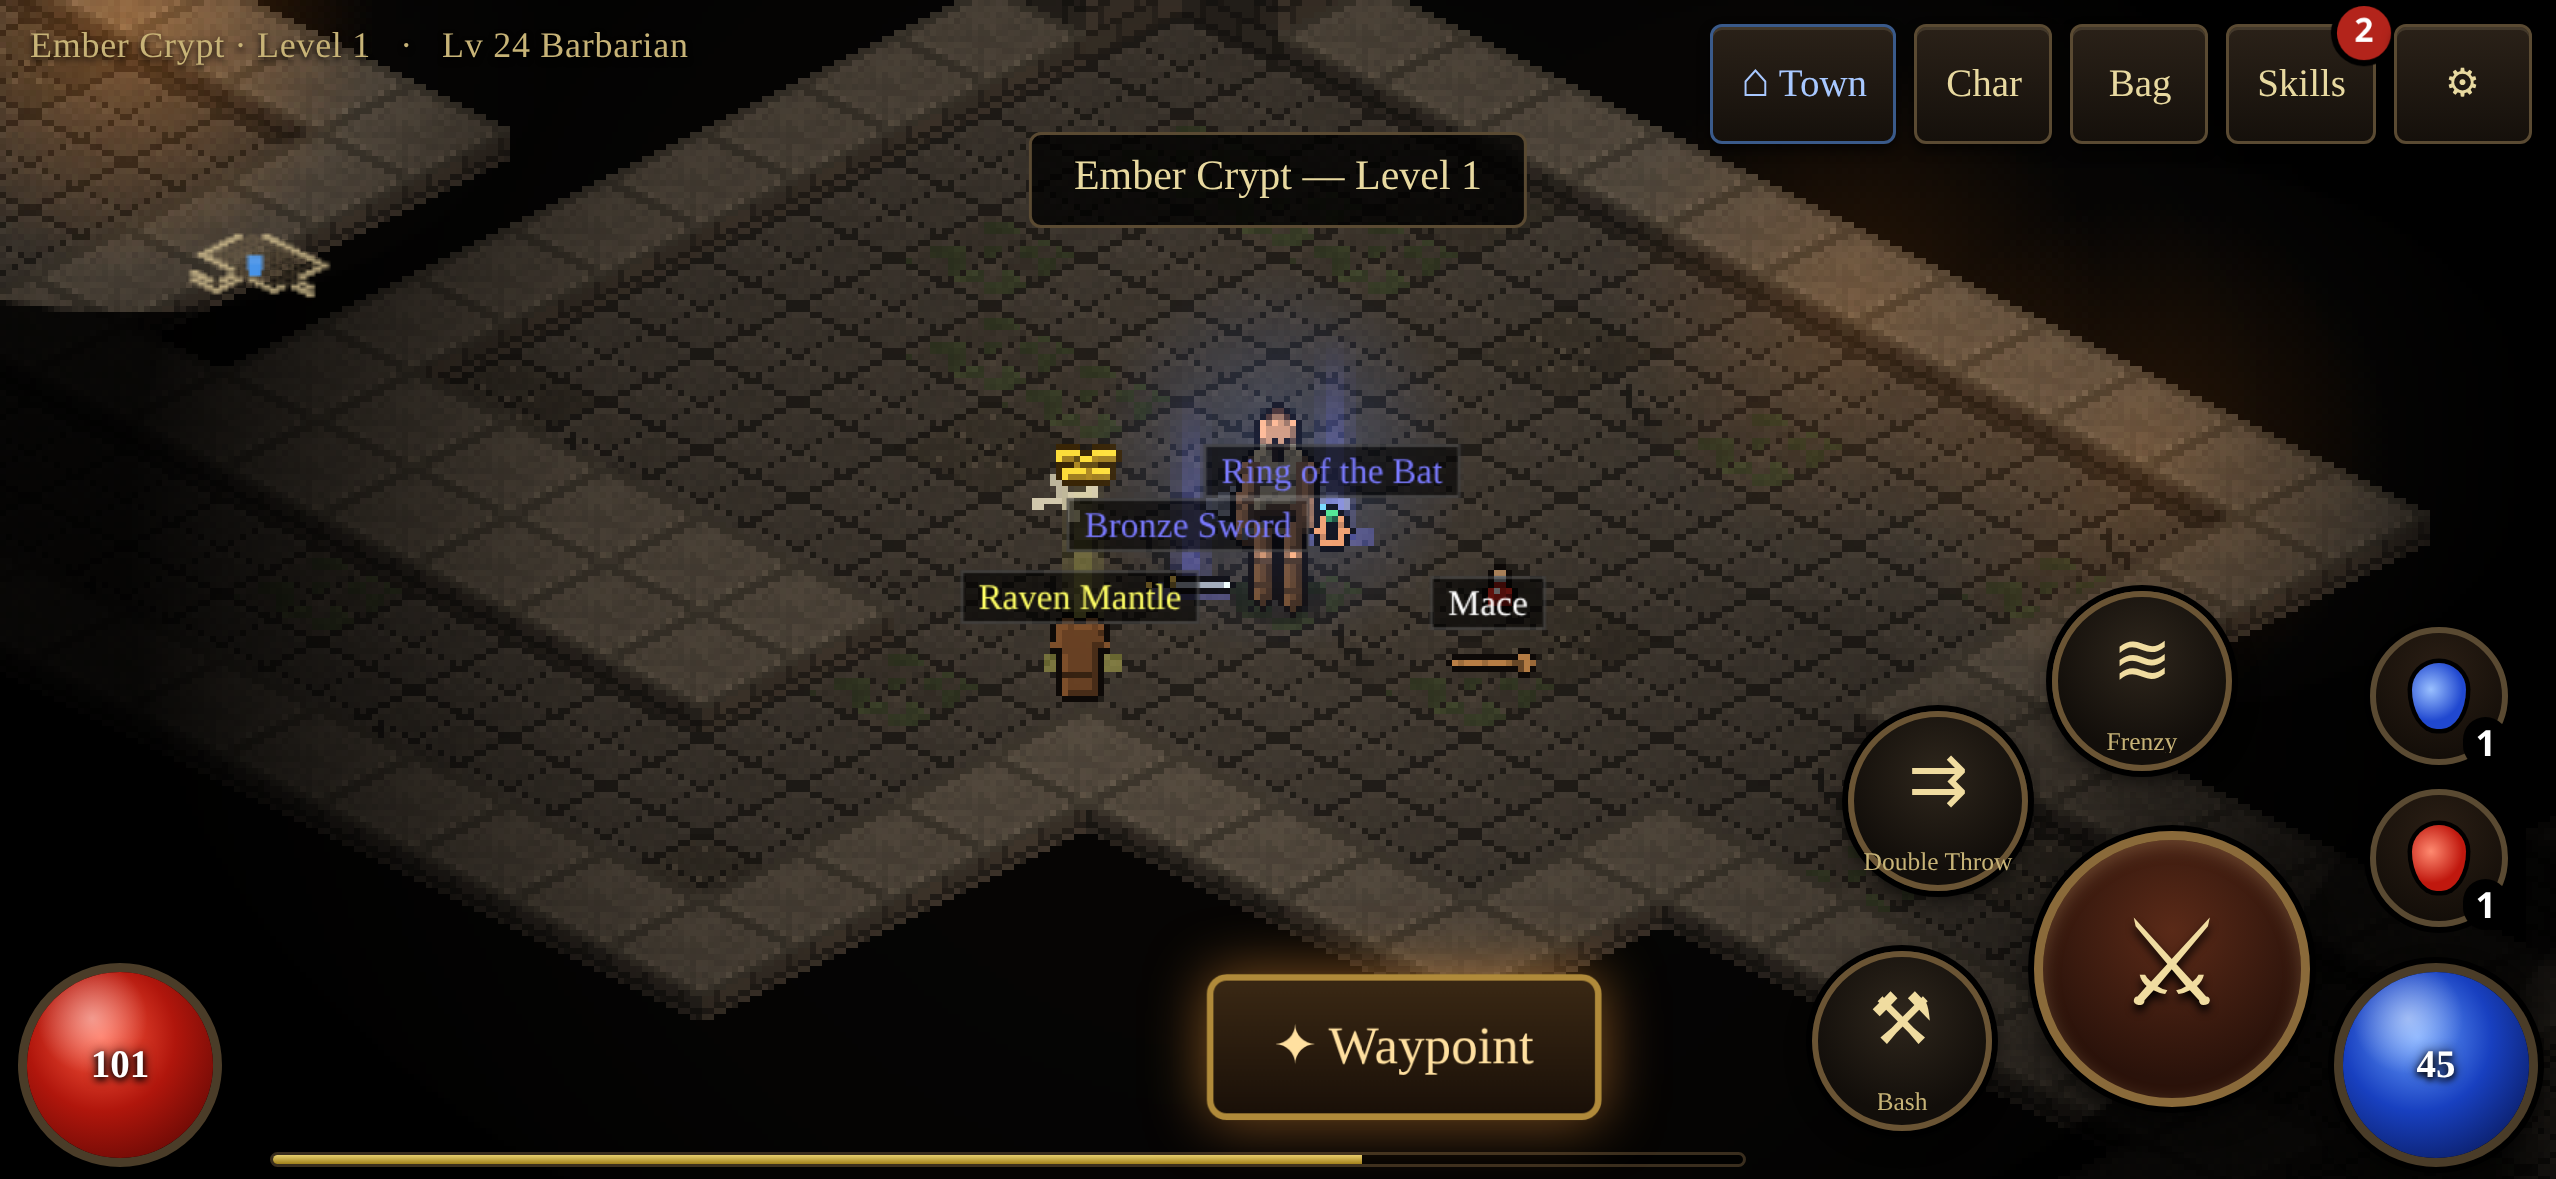 Ember Crypt · Level 1 · Lv 24 Barbarian
⌂ Town
Char
Bag
Skills
2
⚙
Ember Crypt — Level 1
Ring of the Bat
Bronze Sword
Raven Mantle
Mace
Frenzy
1
Double Throw
1
Bash
✦ Waypoint
101
45